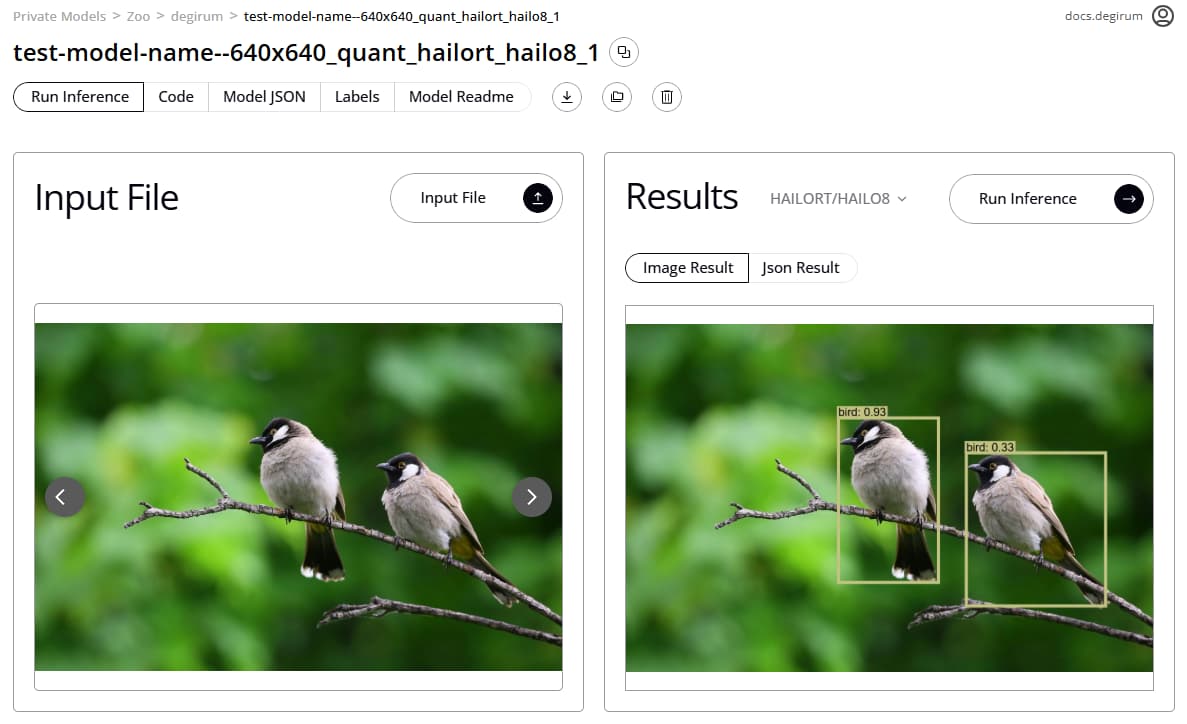 Private Models > Zoo > degirum > test-model-name--640x640_quant_hailort_hailo8_1
docs.degirum
test-model-name--640x640_quant_hailort_hailo8_1
Run Inference
Code
Model JSON
Labels
Model Readme
Input File
Input File
Results
HAILORT/HAILO8
Run Inference
Image Result
Json Result
bird: 0.93
bird: 0.33